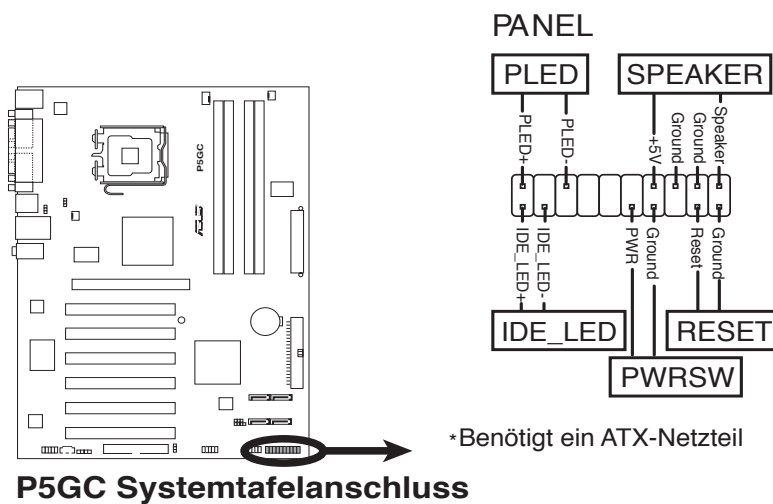 PANEL
PLED
SPEAKER
PLED+
PLED-
+5V
Ground
Ground
Speaker
P5GC
ASUS
IDE_LED+
IDE_LED-
PWR
Ground
Reset
Ground
IDE_LED
RESET
PWRSW
*Benötigt ein ATX-Netzteil
P5GC Systemtafelanschluss